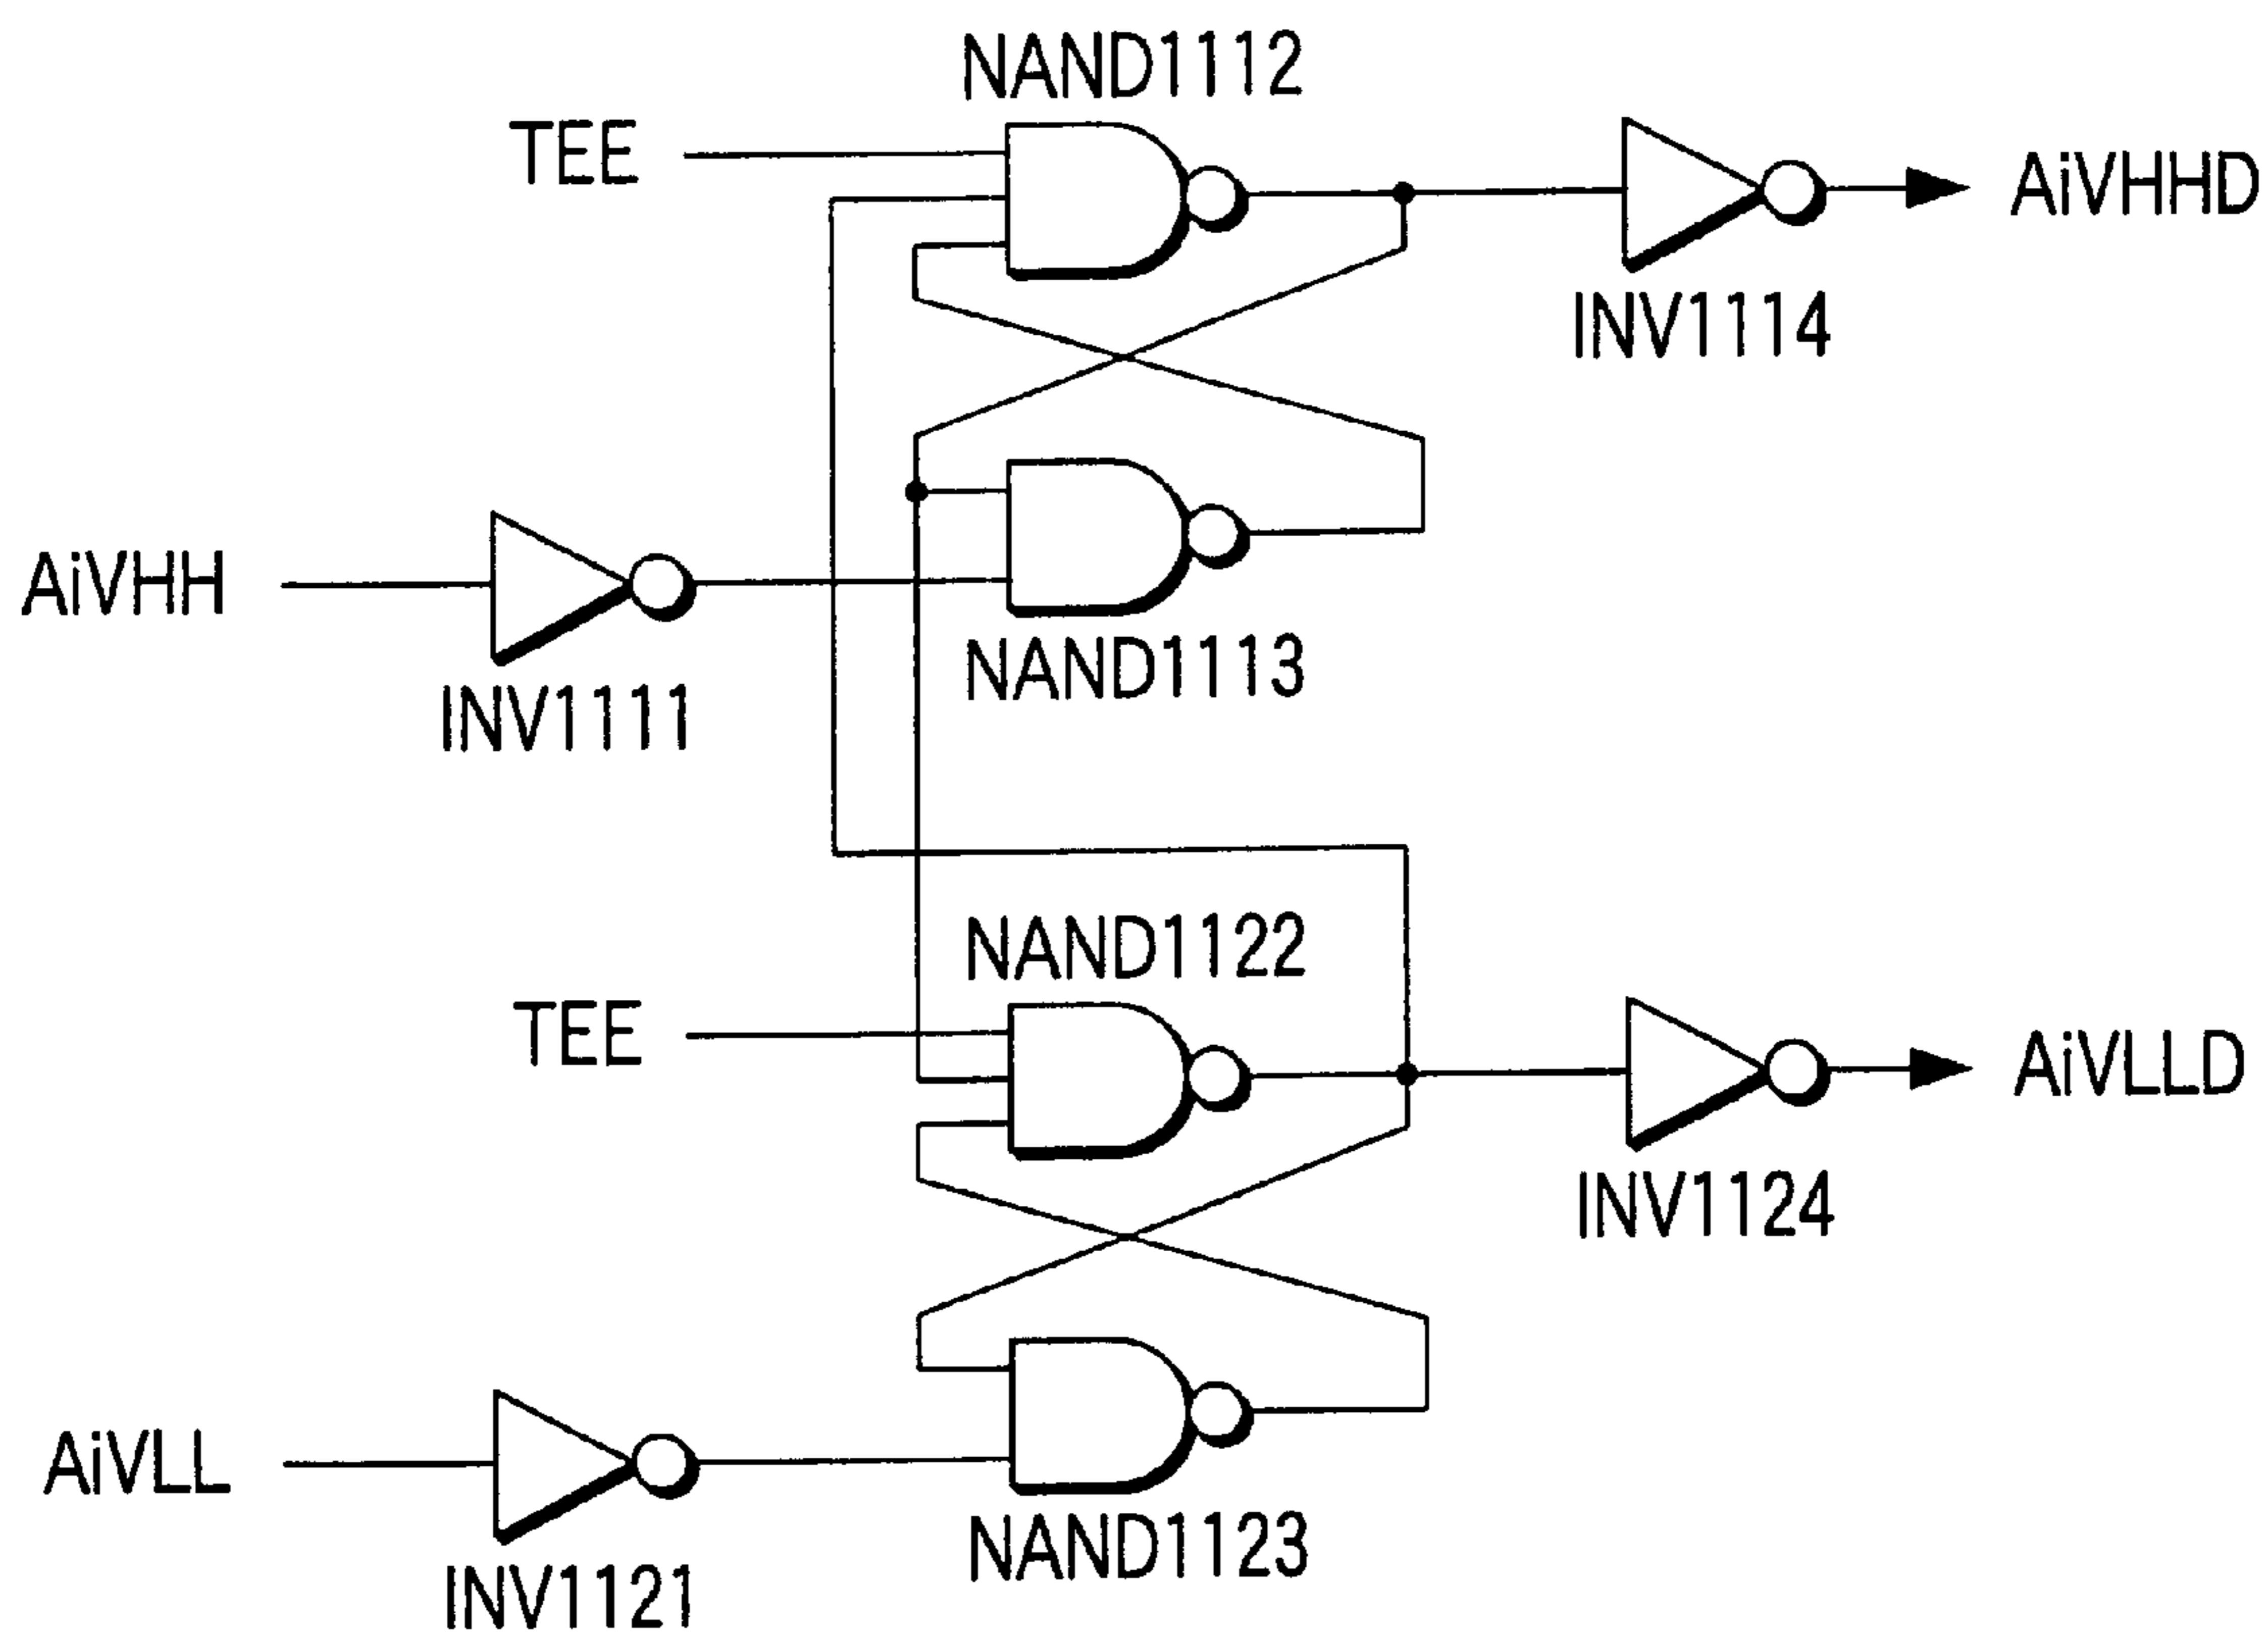 NAND1112
TEE
AiVHHD
INV1114
AiVHH
INV1111
NAND1113
NAND1122
TEE
AiVLLD
INV1124
AiVLL
INV1121
NAND1123